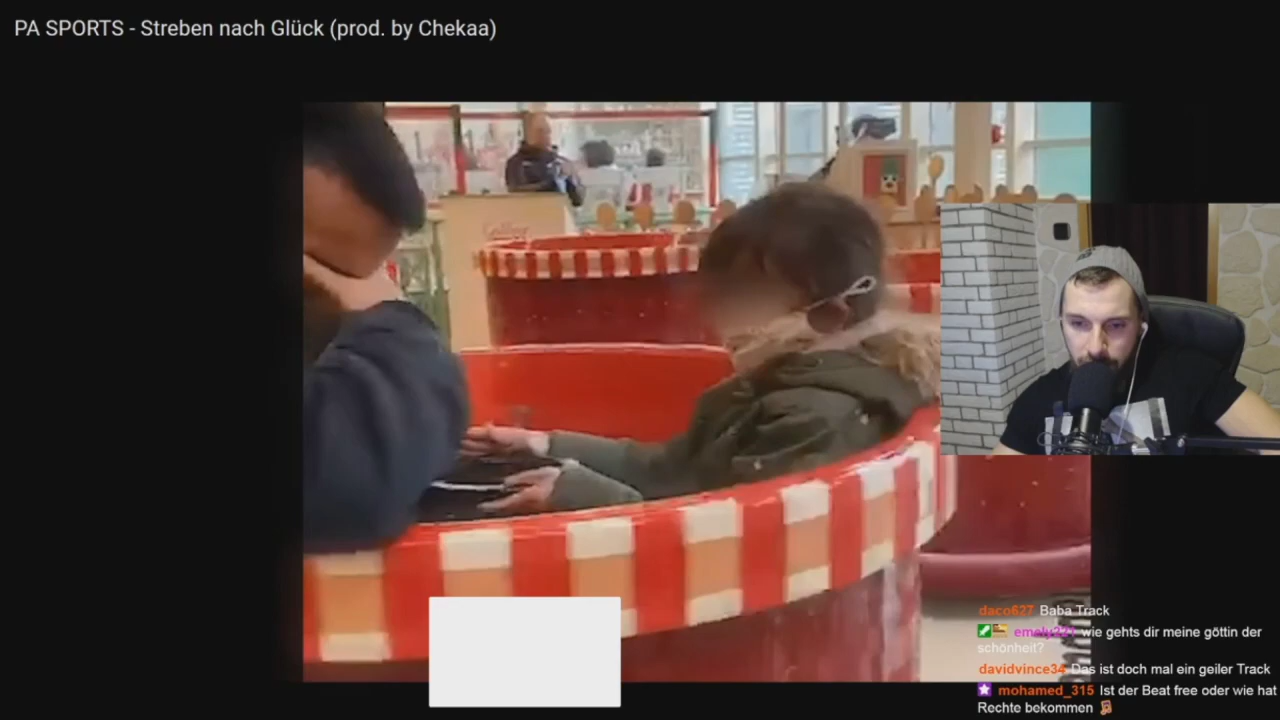 PA SPORTS - Streben nach Glück (prod. by Chekaa)
daco627 Baba Track
emely221 wie gehts dir meine göttin der
schönheit?
davidvince34 Das ist doch mal ein geiler Track
mohamed_315 Ist der Beat free oder wie hat
Rechte bekommen